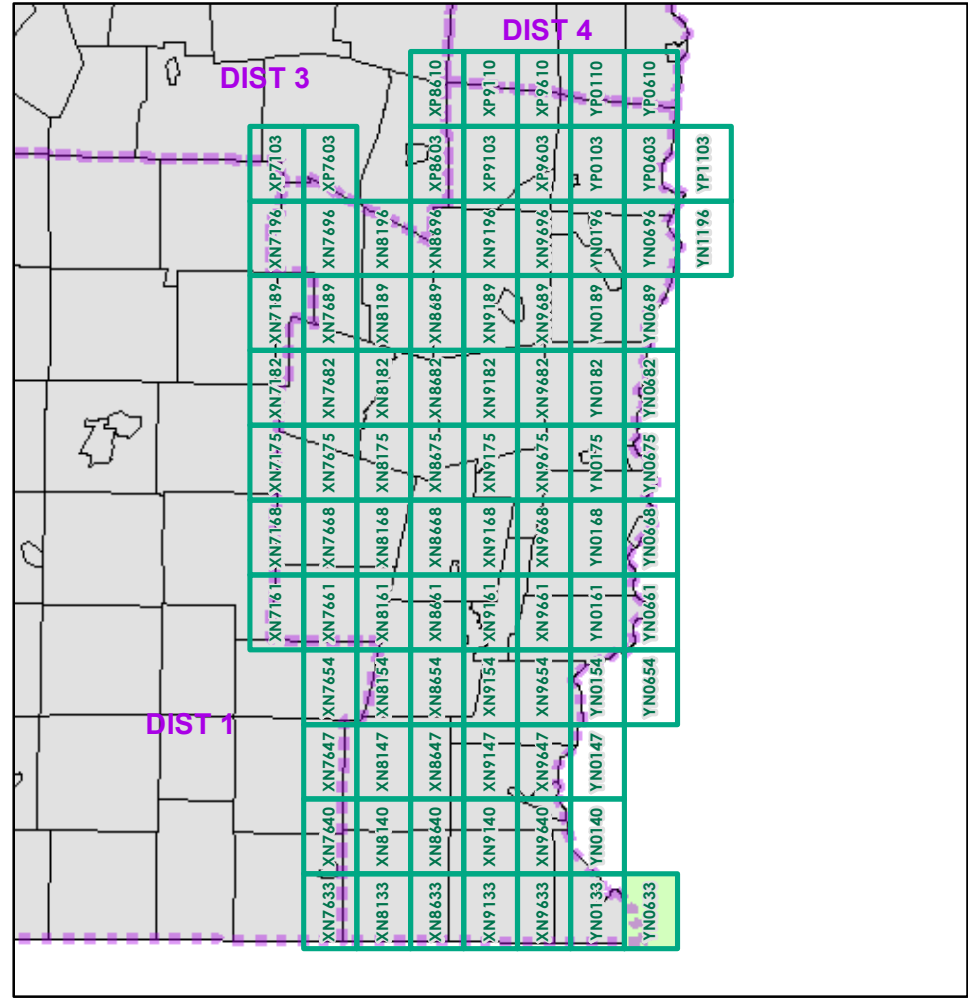 DIST 4
DIST 3
XP8610
XP9110
XP9610
YP0110
YP0610
XP7103
XP7603
XP8603
XP9103
XP9603
YP0103
YP0603
YP1103
XN7196
XN7696
XN8196
XN8696
XN9196
XN9696
YN0196
YN0696
YN1196
XN7189
XN7689
XN8189
XN8689
XN9189
XN9689
YN0189
YN0689
XN7182
XN7682
XN8182
XN8682
XN9182
XN9682
YN0182
YN0682
XN7175
XN7675
XN8175
XN8675
XN9175
XN9675
YN0175
YN0675
XN7168
XN7668
XN8168
XN8668
XN9168
XN9668
YN0168
YN0668
XN7161
XN7661
XN8161
XN8661
XN9161
XN9661
YN0161
YN0661
XN7654
XN8154
XN8654
XN9154
XN9654
YN0154
YN0654
DIST 1
XN7647
XN8147
XN8647
XN9147
XN9647
YN0147
XN7640
XN8140
XN8640
XN9140
XN9640
YN0140
XN7633
XN8133
XN8633
XN9133
XN9633
YN0133
YN0633